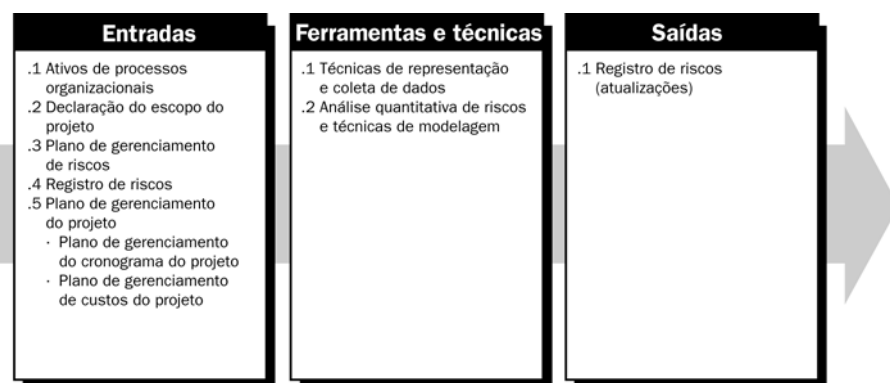 Entradas
.1 Ativos de processos
organizacionais
.2 Declaração do escopo do
projeto
.3 Plano de gerenciamento
de riscos
.4 Registro de riscos
.5 Plano de gerenciamento
do projeto
· Plano de gerenciamento
do cronograma do projeto
· Plano de gerenciamento
de custos do projeto
Ferramentas e técnicas
.1 Técnicas de representação
e coleta de dados
.2 Análise quantitativa de riscos
e técnicas de modelagem
Saídas
.1 Registro de riscos
(atualizações)